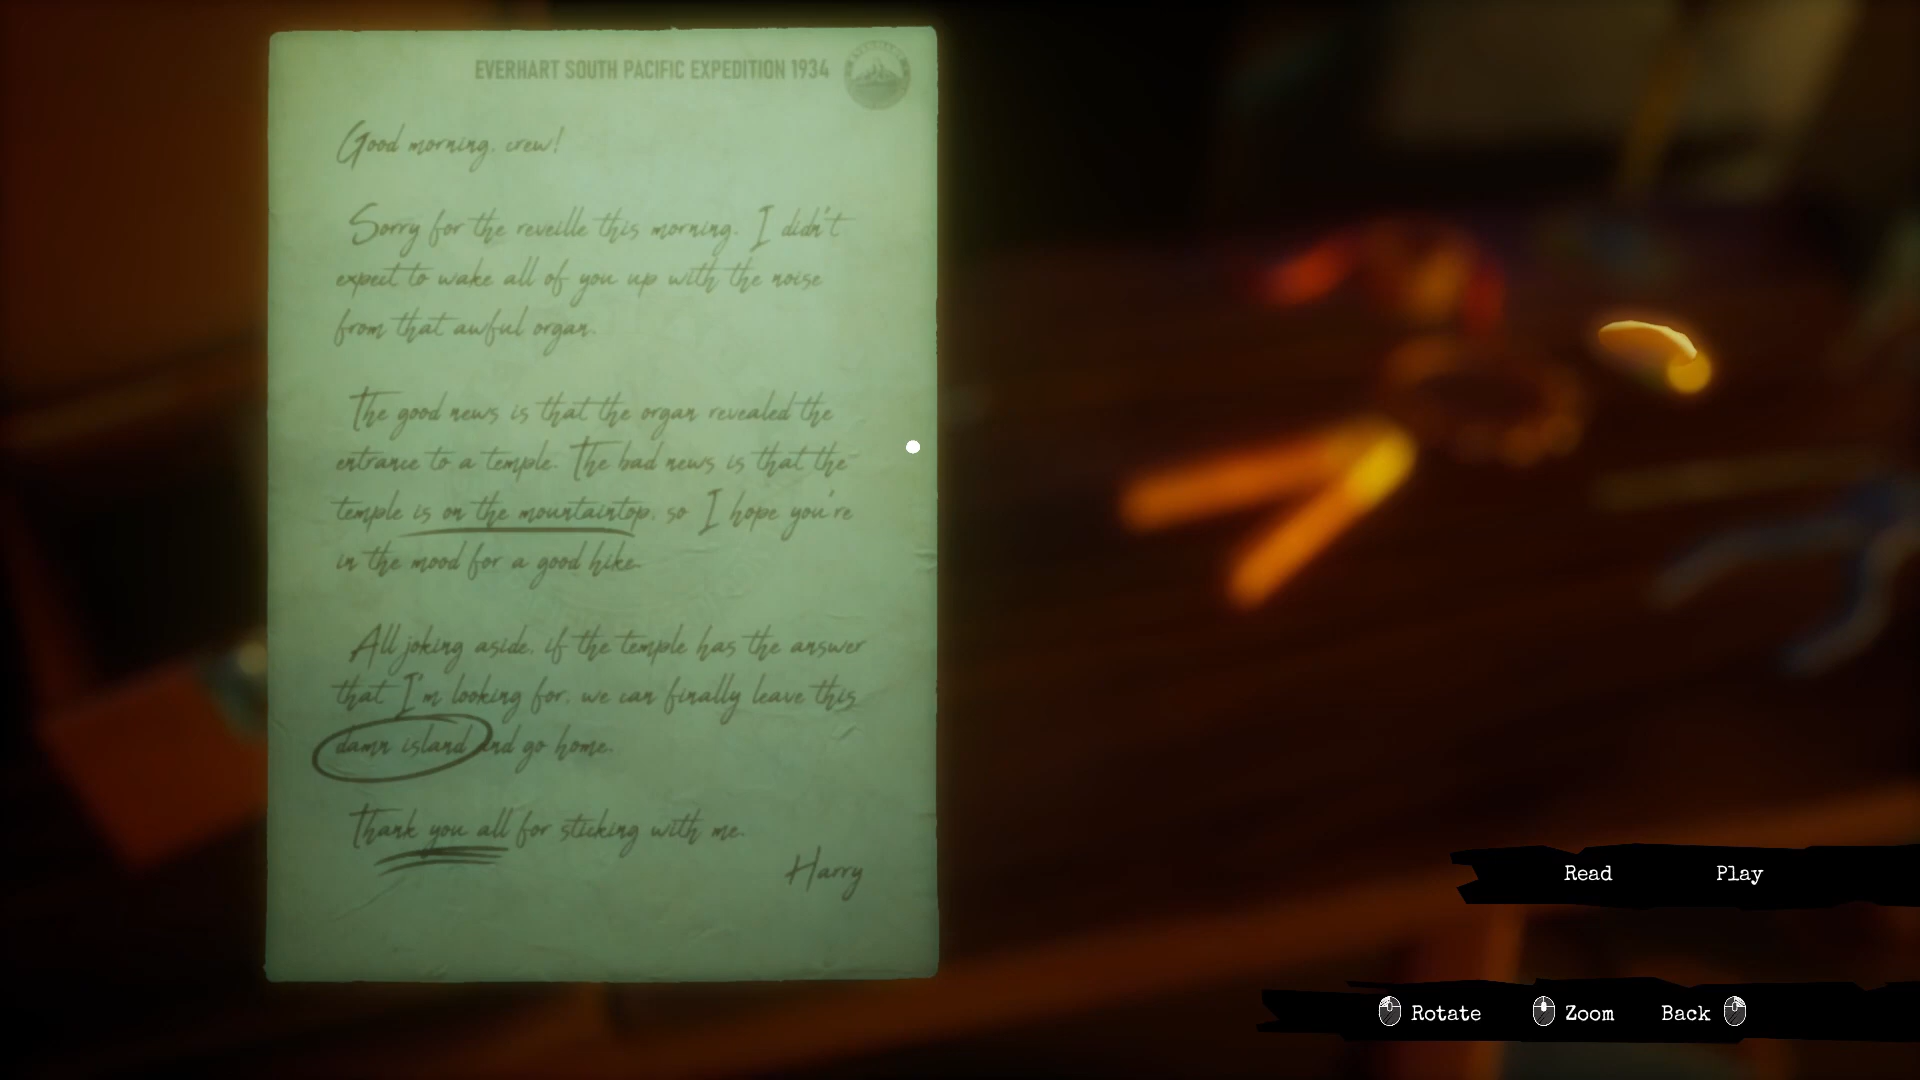 EVERHART SOUTH PACIFIC EXPEDITION 1934
Good morning, crew!
Sorry for the reveille this morning. I didn't
expect to wake all of you up with the noise
from that awful organ.
The good news is that the organ revealed the
entrance to a temple. The bad news is that the
temple is on the mountaintop, so I hope you're
in the mood for a good hike.
All joking aside, if the temple has the answer
that I'm looking for, we can finally leave this
damn island and go home.
Thank you all for sticking with me.
Harry
Read Play
Rotate Zoom Back